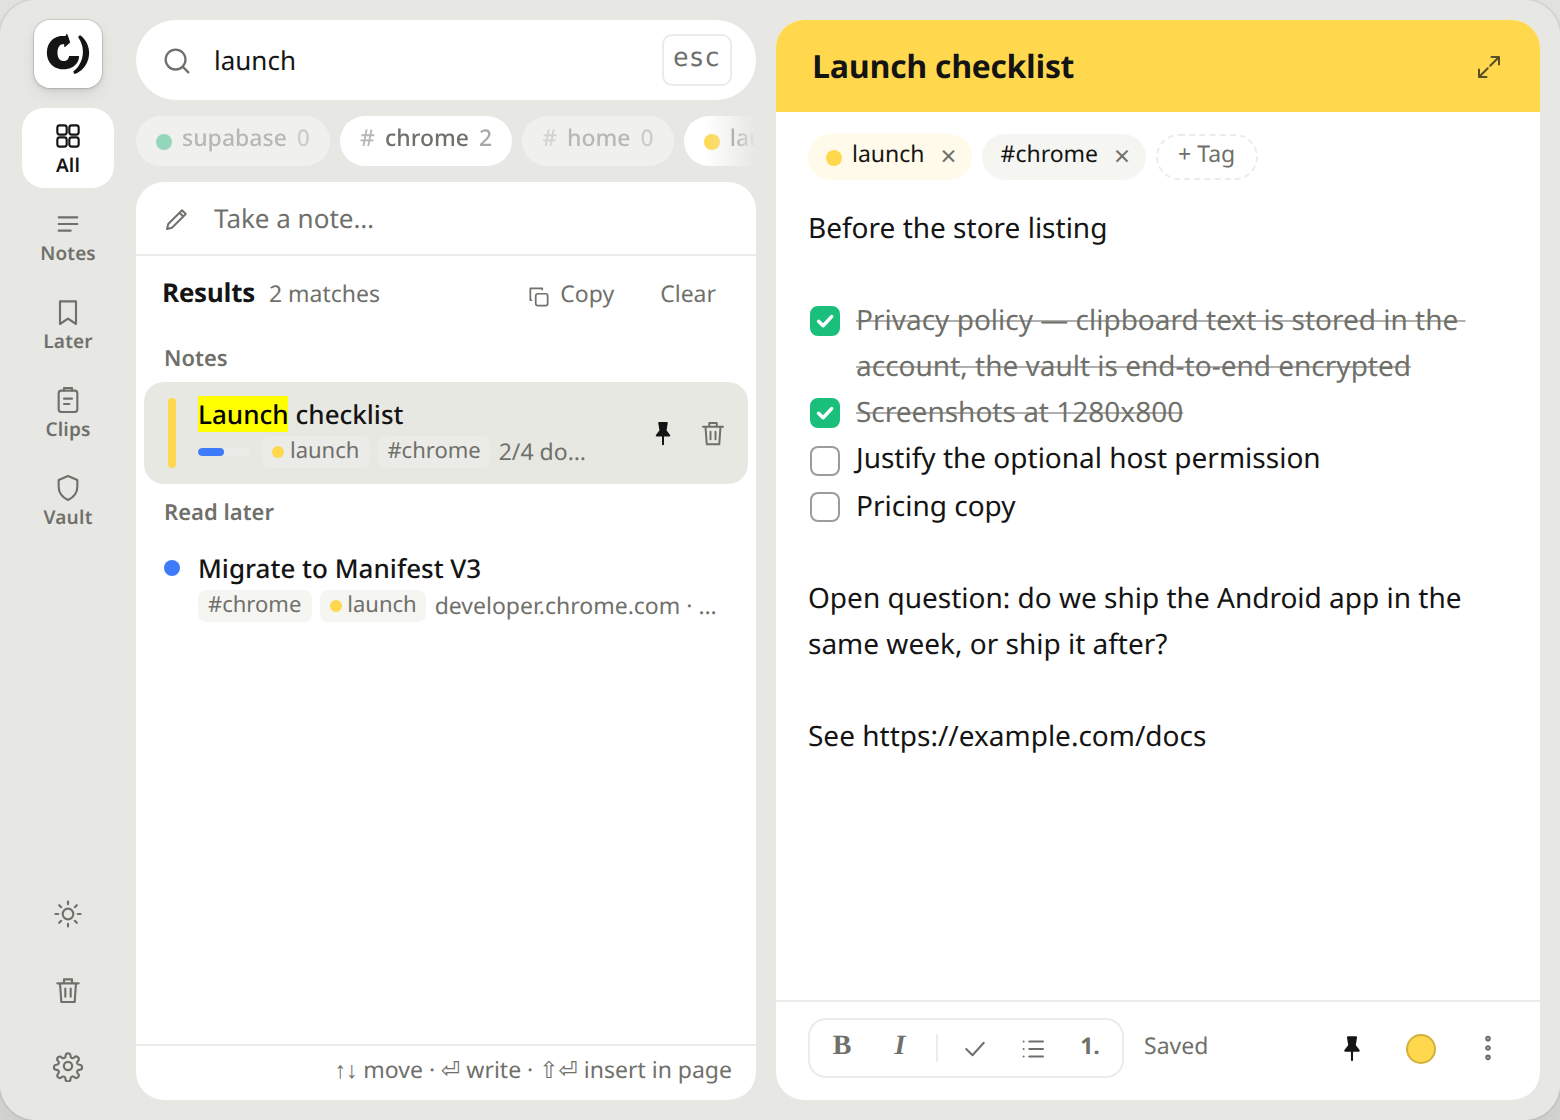 launch
esc
supabase 0
# chrome 2
# home 0
All
Notes
Later
Clips
Vault
Take a note...
Results 2 matches
Copy
Clear
Notes
Launch checklist
launch #chrome 2/4 do...
Read later
Migrate to Manifest V3
#chrome launch developer.chrome.com · ...
↑↓ move · ⏎ write · ⇧⏎ insert in page
Launch checklist
launch ×
#chrome ×
+ Tag
Before the store listing
Privacy policy — clipboard text is stored in the
account, the vault is end-to-end encrypted
Screenshots at 1280x800
Justify the optional host permission
Pricing copy
Open question: do we ship the Android app in the
same week, or ship it after?
See https://example.com/docs
B I 1.
Saved